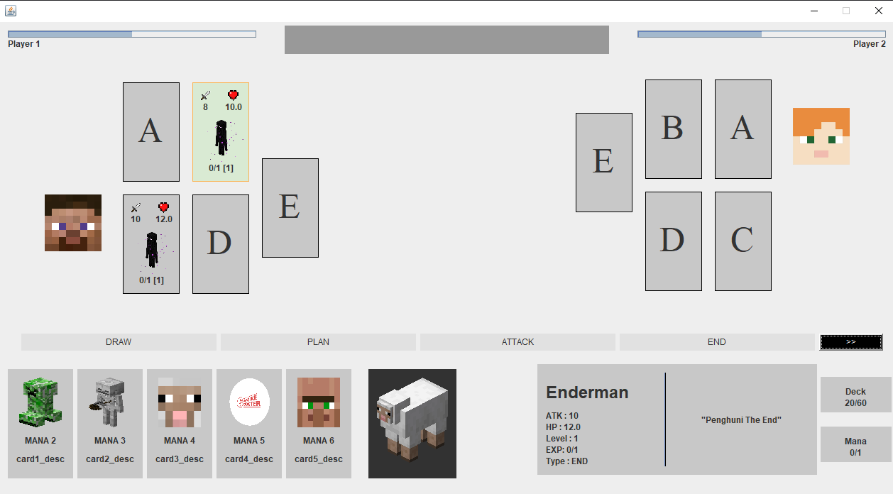 Player 1
Player 2
8 10.0
0/1 [1]
A
B
A
E
E
10 12.0
0/1 [1]
D
D
C
DRAW
PLAN
ATTACK
END
>>
MANA 2
card1_desc
MANA 3
card2_desc
MANA 4
card3_desc
MANA 5
card4_desc
MANA 6
card5_desc
Enderman
ATK : 10
HP : 12.0
Level : 1
EXP: 0/1
Type : END
"Penghuni The End"
Deck
20/60
Mana
0/1